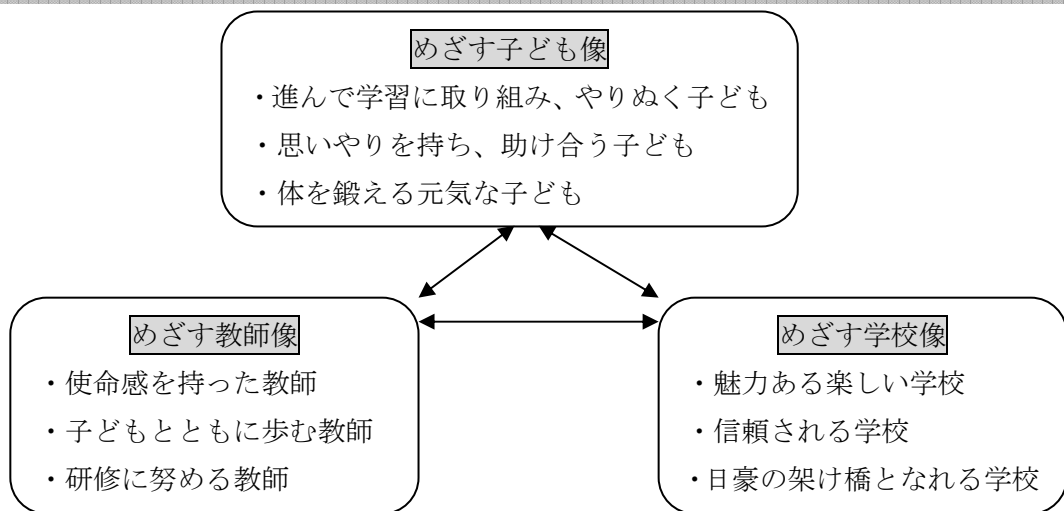 めざす子ども像
・進んで学習に取り組み、やりぬく子ども
・思いやりを持ち、助け合う子ども
・体を鍛える元気な子ども
めざす教師像
・使命感を持った教師
・子どもとともに歩む教師
・研修に努める教師
めざす学校像
・魅力ある楽しい学校
・信頼される学校
・日豪の架け橋となれる学校